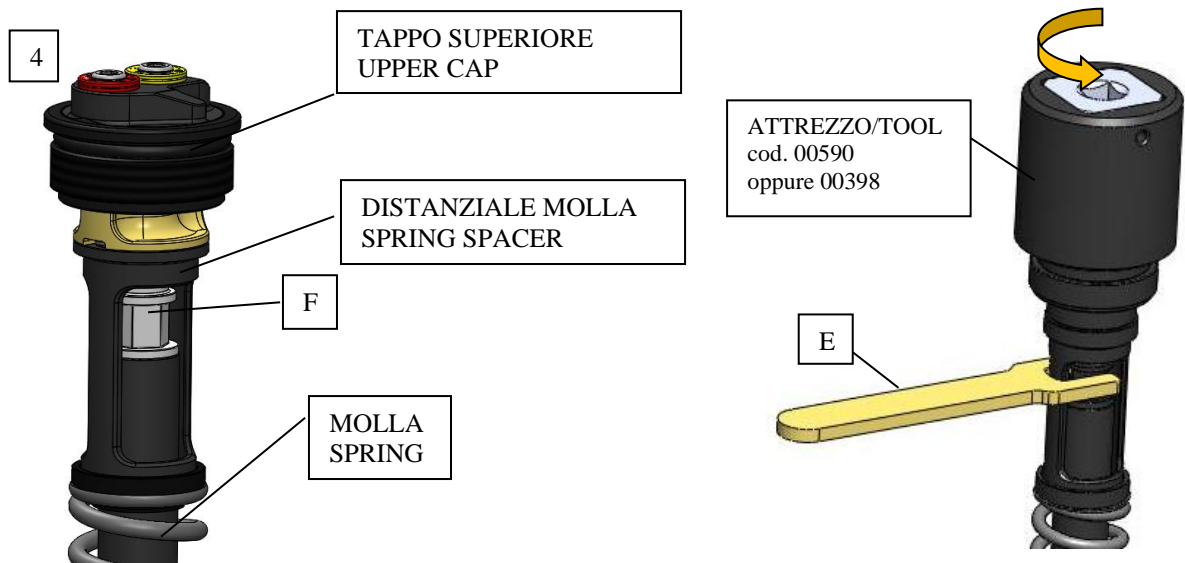 4
TAPPO SUPERIORE
UPPER CAP
DISTANZIALE MOLLA
SPRING SPACER
F
MOLLA
SPRING
ATTREZZO/TOOL
cod. 00590
oppure 00398
E